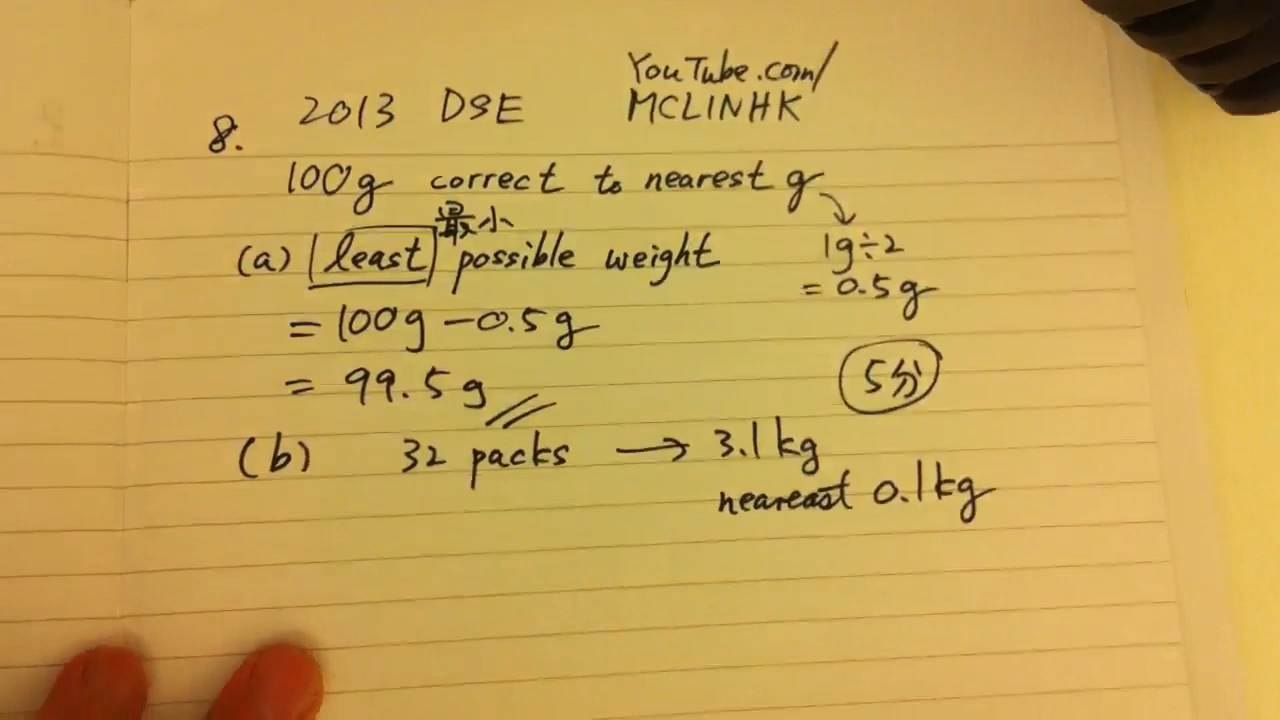 2013 DSE
YouTube.com/
MCLINHK
8.
100g correct to nearest g
最小
(a) least possible weight
1g÷2
= 0.5g
= 100g - 0.5g
= 99.5g
5分
(b) 32 packs → 3.1kg
neareast 0.1kg